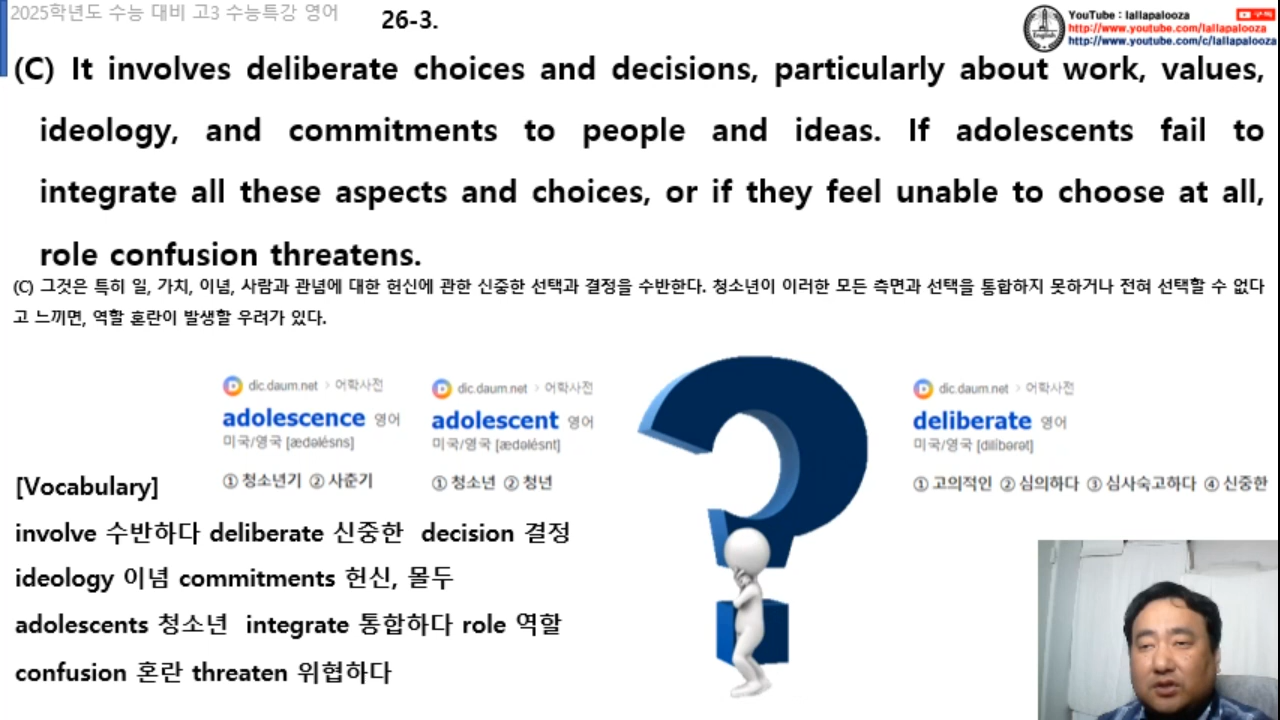 2025학년도 수능 대비 고3 수능특강 영어
26-3.
YouTube : lallapalooza
구독
http://www.youtube.com/lallapalooza
http://www.youtube.com/c/lallapalooza
(C) It involves deliberate choices and decisions, particularly about work, values,
ideology, and commitments to people and ideas. If adolescents fail to
integrate all these aspects and choices, or if they feel unable to choose at all,
role confusion threatens.
(C) 그것은 특히 일, 가치, 이념, 사람과 관념에 대한 헌신에 관한 신중한 선택과 결정을 수반한다. 청소년이 이러한 모든 측면과 선택을 통합하지 못하거나 전혀 선택할 수 없다
고 느끼면, 역할 혼란이 발생할 우려가 있다.
dic.daum.net › 어학사전
adolescence 영어
미국/영국 [ædəlésns]
① 청소년기 ② 사춘기
dic.daum.net › 어학사전
adolescent 영어
미국/영국 [ædəlésnt]
① 청소년 ② 청년
dic.daum.net › 어학사전
deliberate 영어
미국/영국 [dilíbərət]
① 고의적인 ② 심의하다 ③ 심사숙고하다 ④ 신중한
[Vocabulary]
involve 수반하다 deliberate 신중한 decision 결정
ideology 이념 commitments 헌신, 몰두
adolescents 청소년 integrate 통합하다 role 역할
confusion 혼란 threaten 위협하다